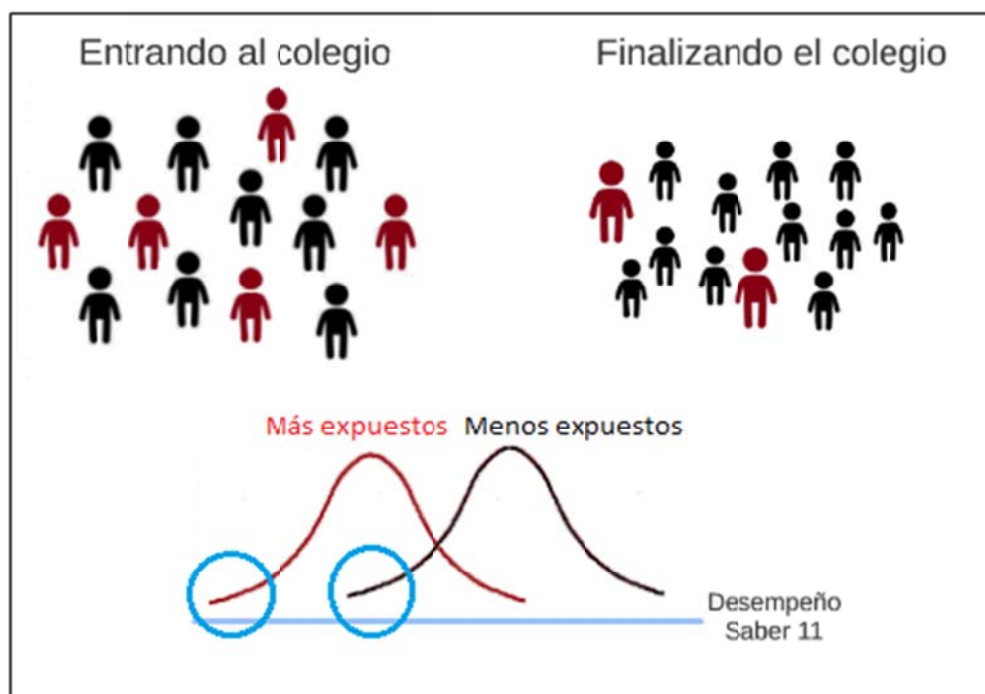 Entrando al colegio
Finalizando el colegio
Más expuestos
Menos expuestos
Desempeño
Saber 11